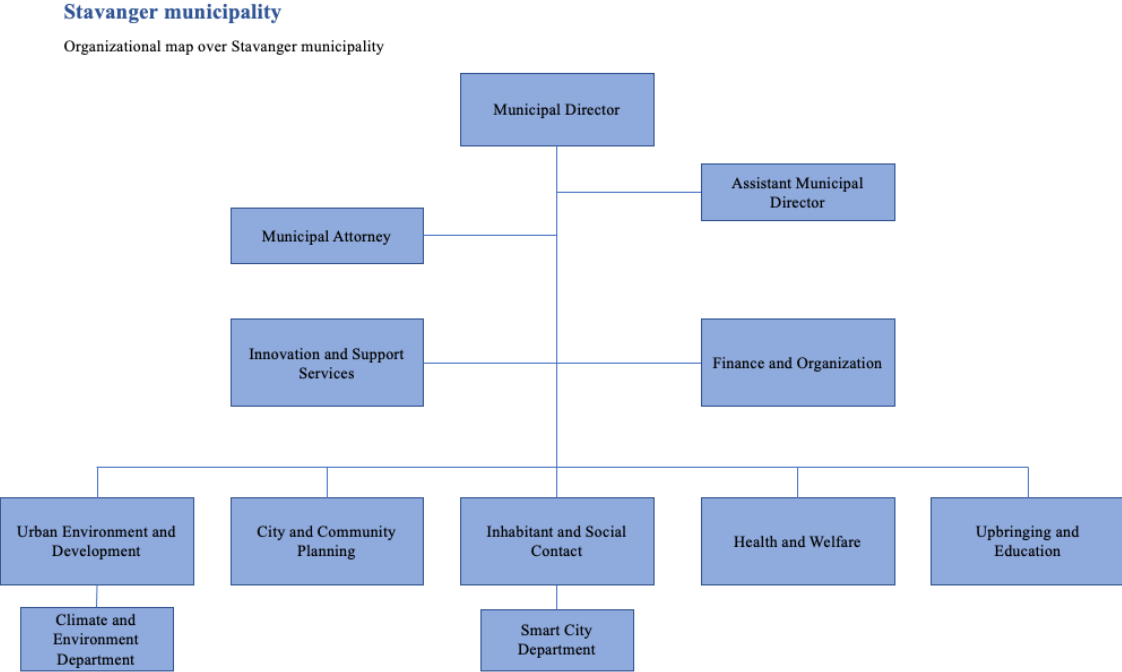 Stavanger municipality
Organizational map over Stavanger municipality
Municipal Director
Assistant Municipal
Director
Municipal Attorney
Innovation and Support
Services
Finance and Organization
Urban Environment and
Development
City and Community
Planning
Inhabitant and Social
Contact
Health and Welfare
Upbringing and
Education
Climate and
Environment
Department
Smart City
Department